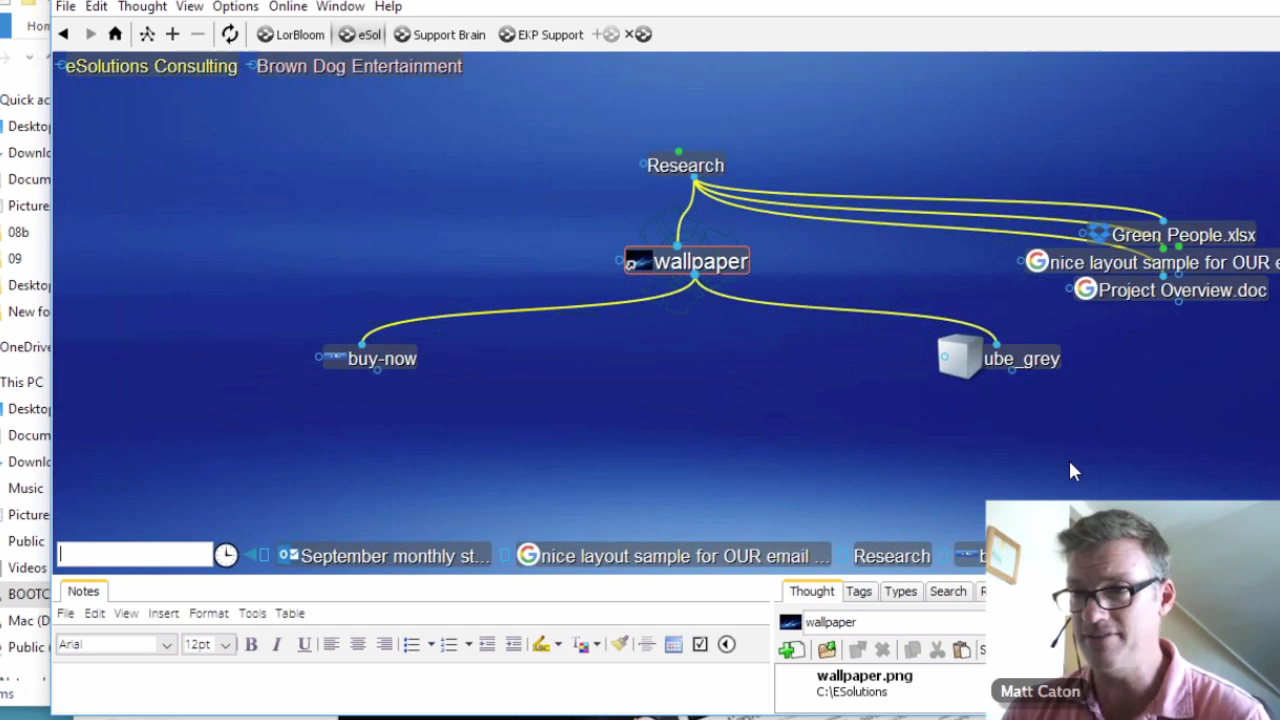 File Edit View Thought Options Online Window Help
LorBloom eSol Support Brain EKP Support
eSolutions Consulting Brown Dog Entertainment
Research
wallpaper
Green People.xlsx
nice layout sample for OUR e
Project Overview.doc
buy-now
ube_grey
September monthly st... nice layout sample for OUR email ... Research b
Hom
Quick ac
Desktop
Downlo
Docum
Picture
08b
09
Deskto
New fo
OneDrive
This PC
Deskto
Docum
Downlo
Music
Picture
Public
Videos
BOOTC
Mac (D
Public
ms
Notes
File Edit View Insert Format Tools Table
Arial 12pt B I U
Thought Tags Types Search R
wallpaper
S
wallpaper.png
C:\ESolutions
Matt Caton